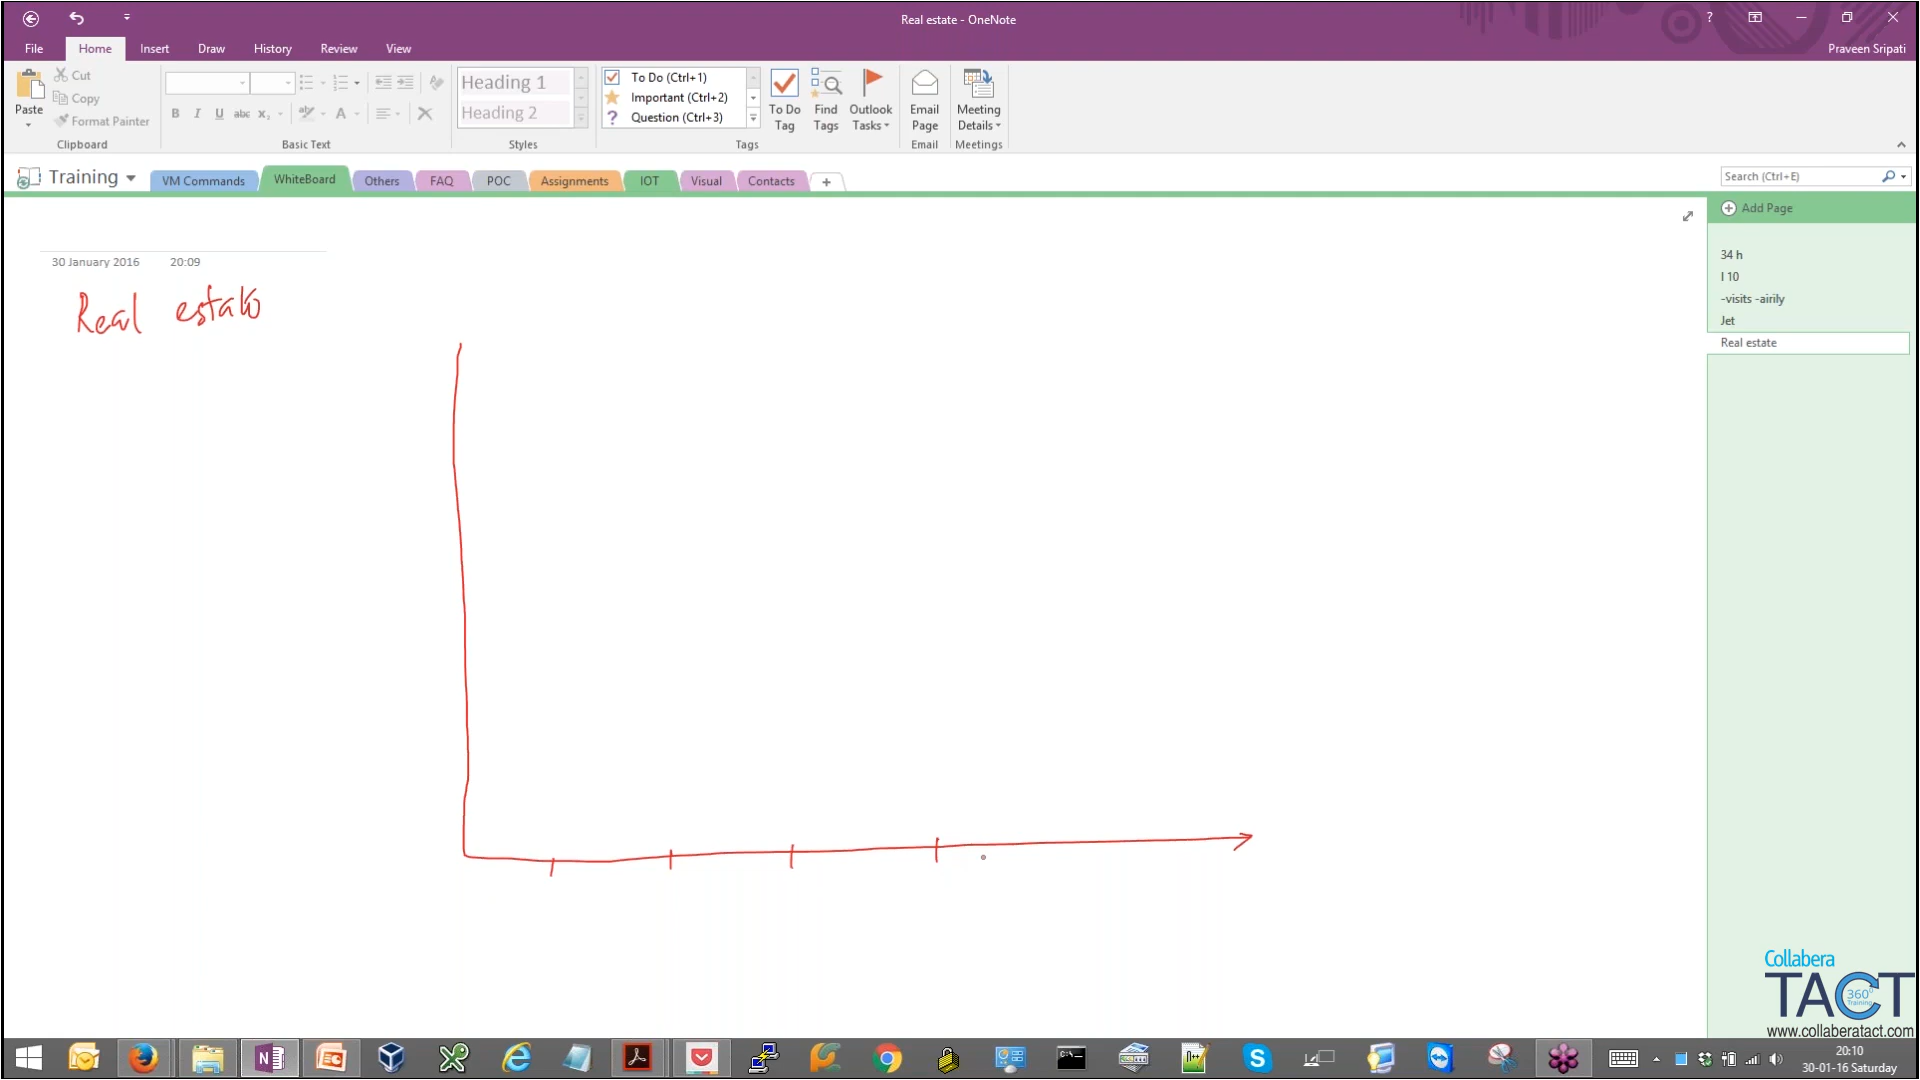 Real estate - OneNote
?
File Home Insert Draw History Review View
Praveen Sripati
Paste
Cut
Copy
Format Painter
Clipboard
B I U abc X₂ A
Basic Text
Heading 1
Heading 2
Styles
To Do (Ctrl+1)
Important (Ctrl+2)
Question (Ctrl+3)
To Do Tag
Find Tags
Outlook Tasks
Tags
Email Page
Email
Meeting Details
Meetings
Training
VM Commands WhiteBoard Others FAQ POC Assignments IOT Visual Contacts +
Search (Ctrl+E)
Add Page
34 h
I 10
-visits -airily
Jet
Real estate
30 January 2016 20:09
Real estate
Collabera
TACT
360°
Training
www.collaberatact.com
20:10
30-01-16 Saturday